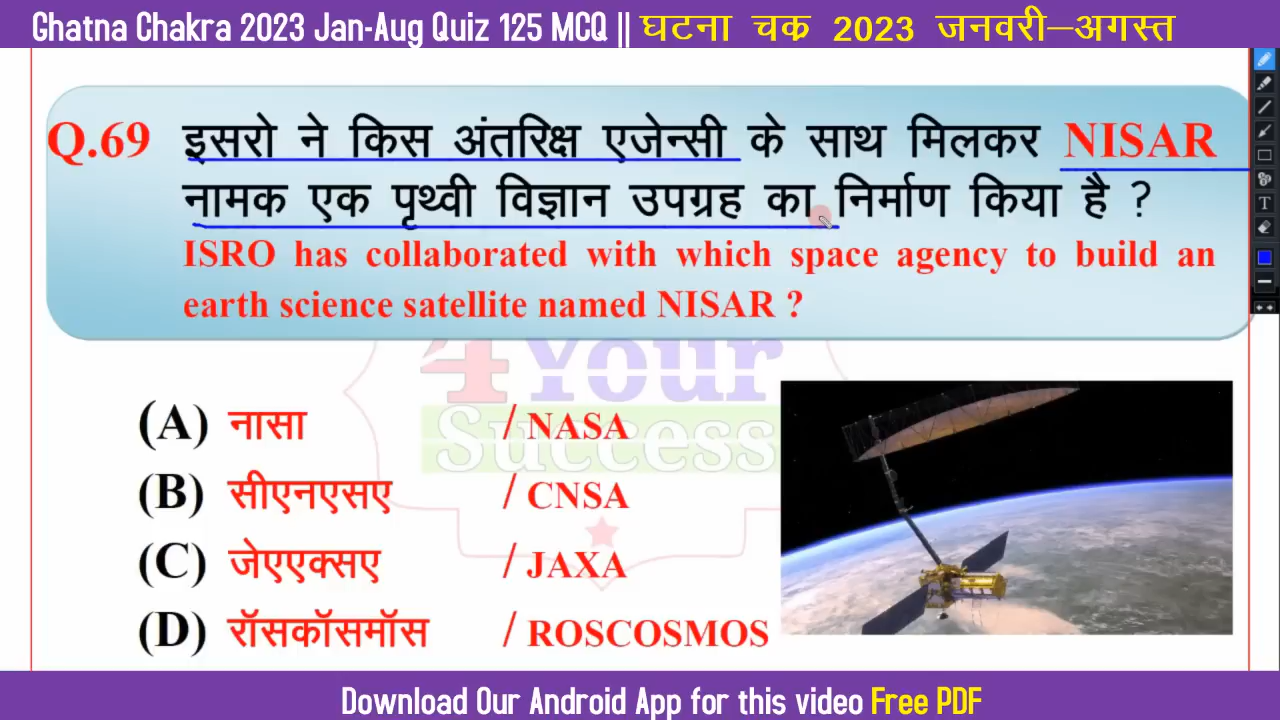 Ghatna Chakra 2023 Jan-Aug Quiz 125 MCQ || घटना चक्र 2023 जनवरी–अगस्त
Q.69 इसरो ने किस अंतरिक्ष एजेन्सी के साथ मिलकर NISAR
नामक एक पृथ्वी विज्ञान उपग्रह का निर्माण किया है ?
ISRO has collaborated with which space agency to build an
earth science satellite named NISAR ?
4Your
Success
(A) नासा / NASA
(B) सीएनएसए / CNSA
(C) जेएएक्सए / JAXA
(D) रॉसकॉसमॉस / ROSCOSMOS
Download Our Android App for this video Free PDF